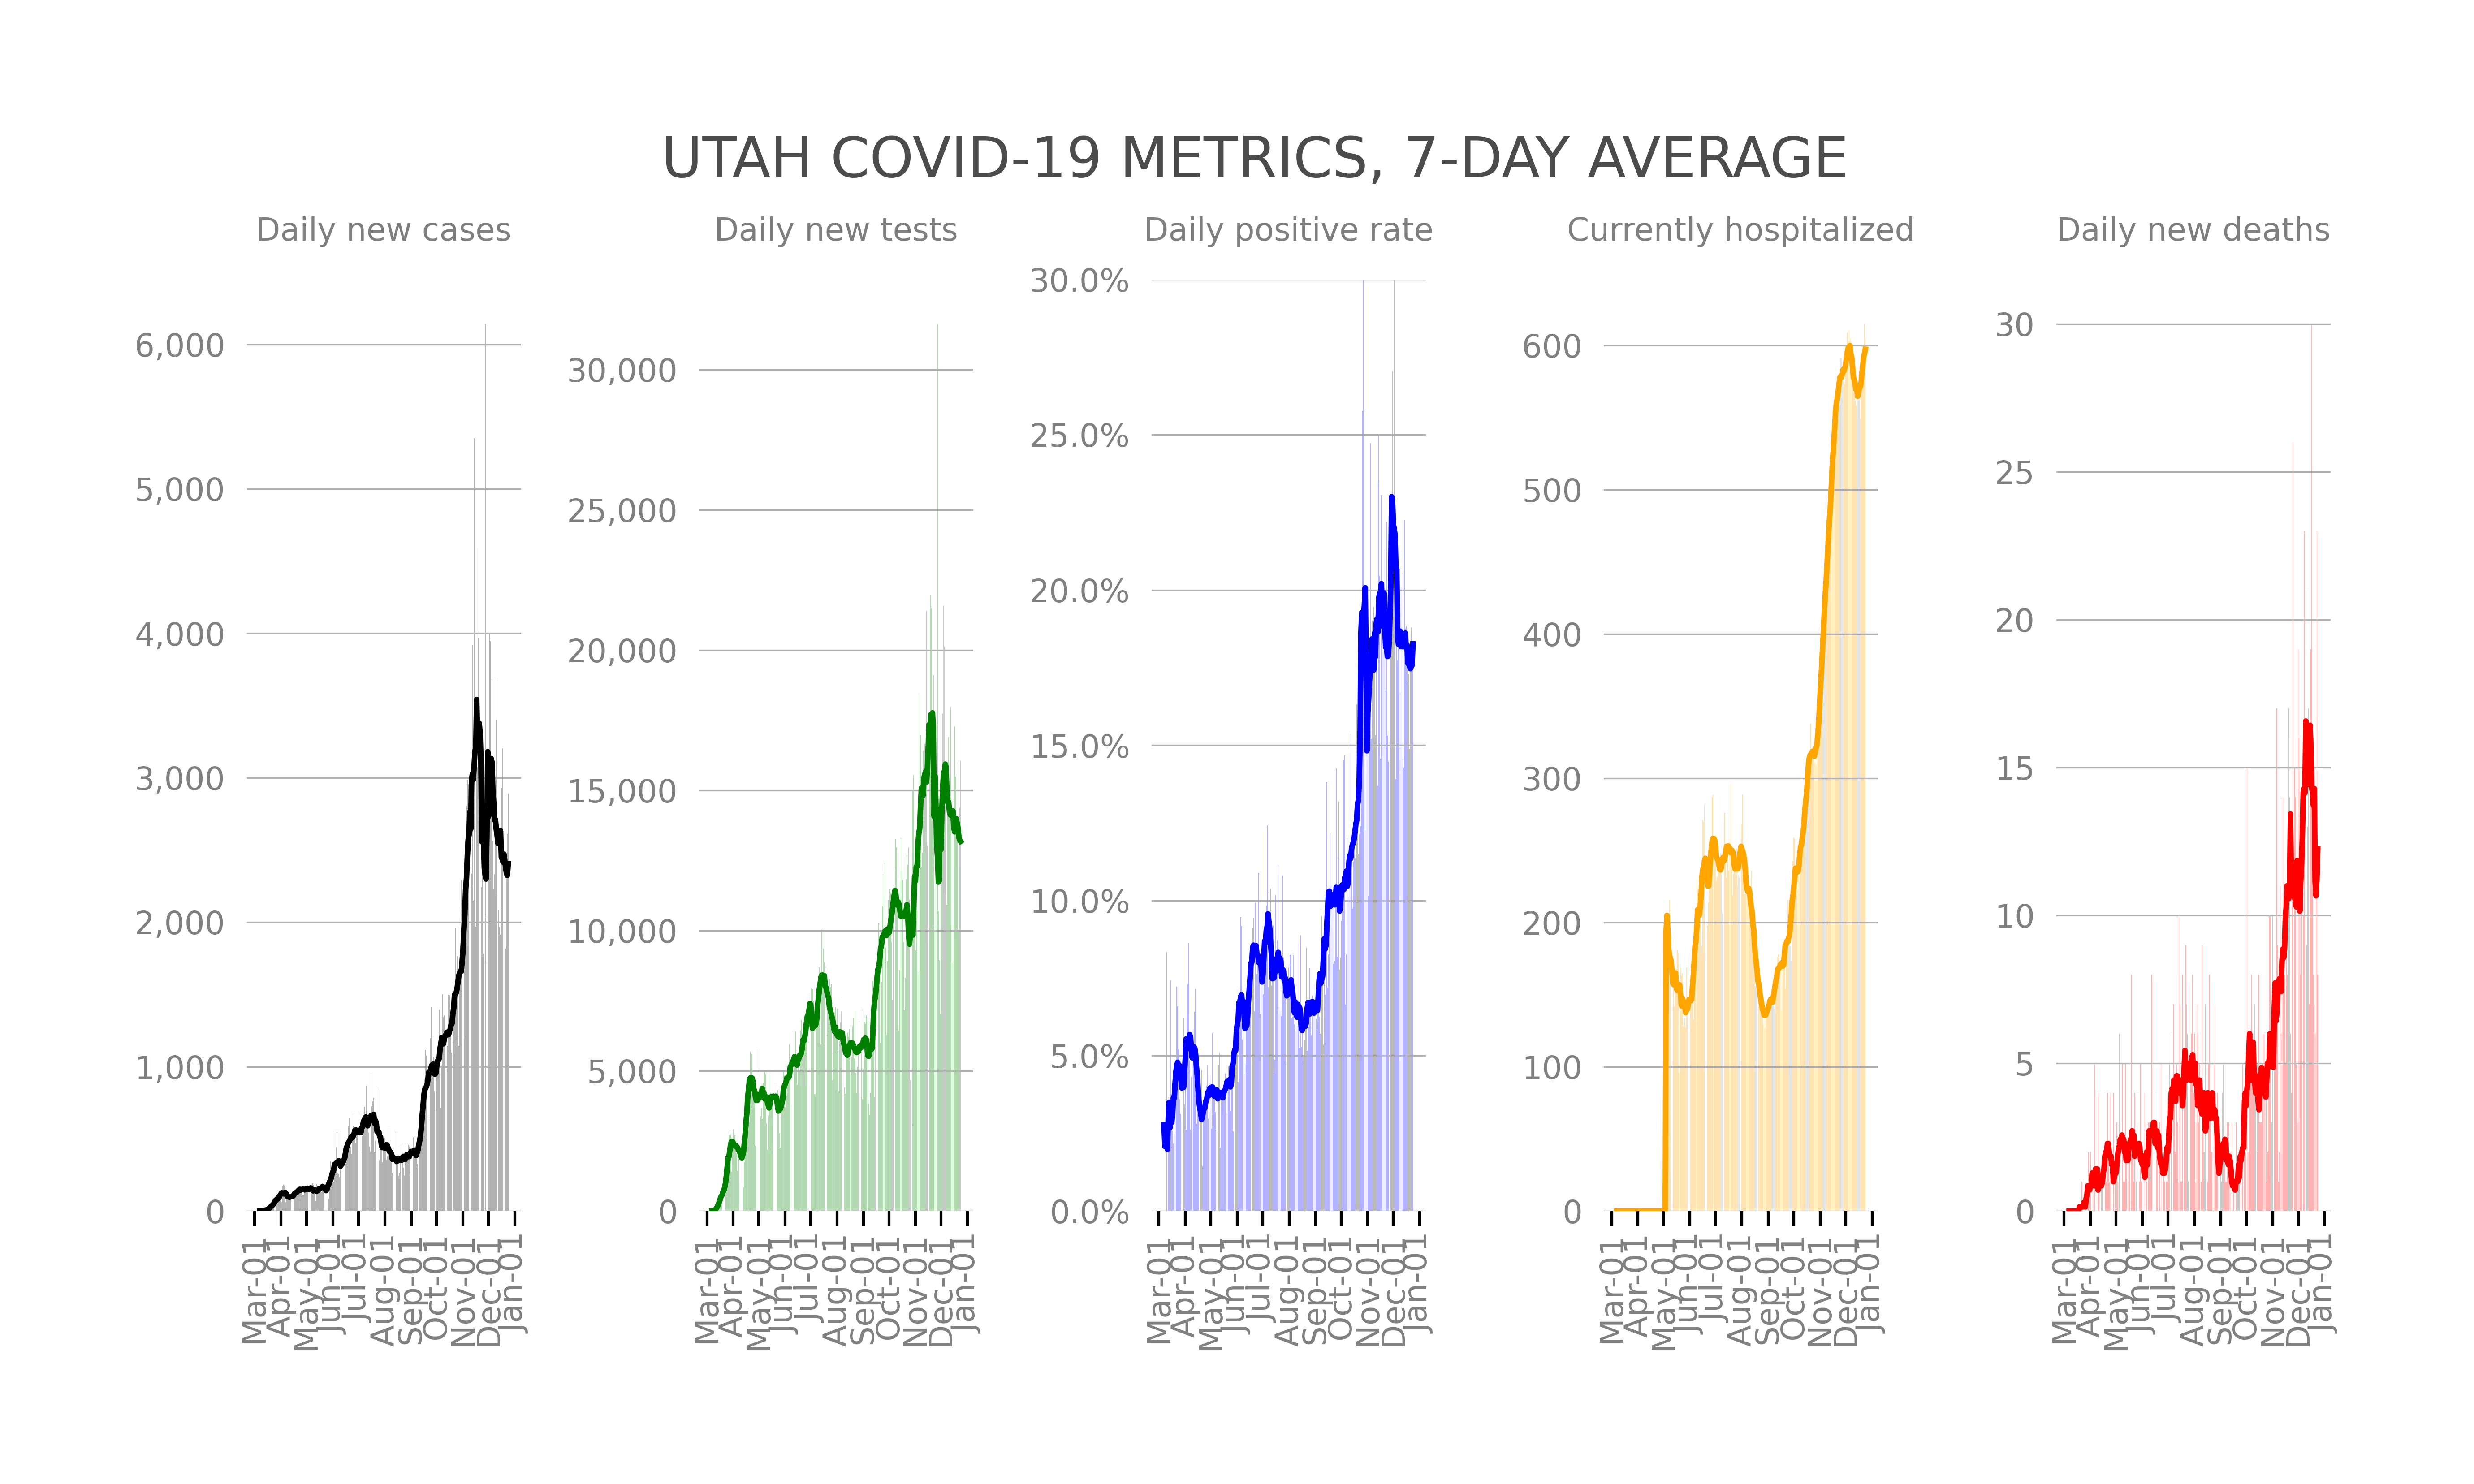 UTAH COVID-19 METRICS, 7-DAY AVERAGE
Daily new cases
6,000
5,000
4,000
3,000
2,000
1,000
0
Mar-01
Apr-01
May-01
Jun-01
Jul-01
Aug-01
Sep-01
Oct-01
Nov-01
Dec-01
Jan-01
Daily new tests
30,000
25,000
20,000
15,000
10,000
5,000
0
Mar-01
Apr-01
May-01
Jun-01
Jul-01
Aug-01
Sep-01
Oct-01
Nov-01
Dec-01
Jan-01
Daily positive rate
30.0%
25.0%
20.0%
15.0%
10.0%
5.0%
0.0%
Mar-01
Apr-01
May-01
Jun-01
Jul-01
Aug-01
Sep-01
Oct-01
Nov-01
Dec-01
Jan-01
Currently hospitalized
600
500
400
300
200
100
0
Mar-01
Apr-01
May-01
Jun-01
Jul-01
Aug-01
Sep-01
Oct-01
Nov-01
Dec-01
Jan-01
Daily new deaths
30
25
20
15
10
5
0
Mar-01
Apr-01
May-01
Jun-01
Jul-01
Aug-01
Sep-01
Oct-01
Nov-01
Dec-01
Jan-01